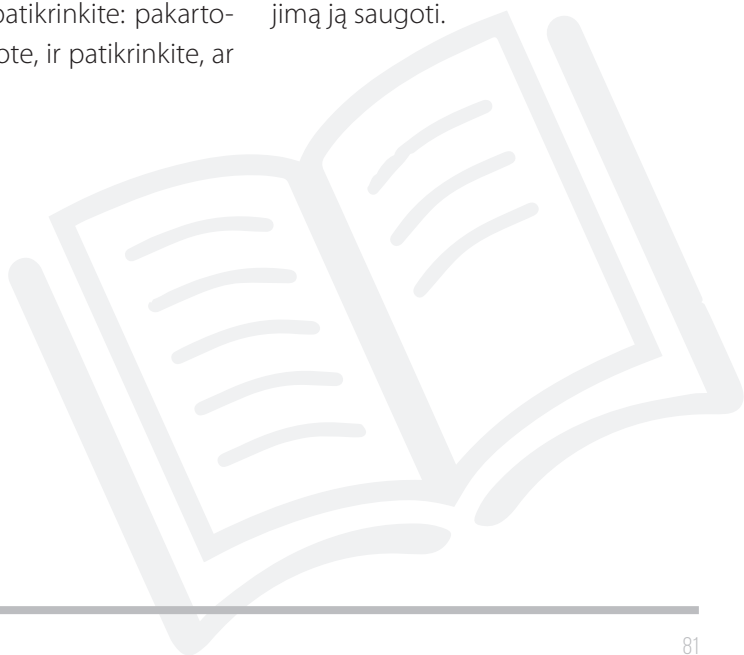 patikrinkite: pakarto-
ote, ir patikrinkite, ar
jimą ją saugoti.
81